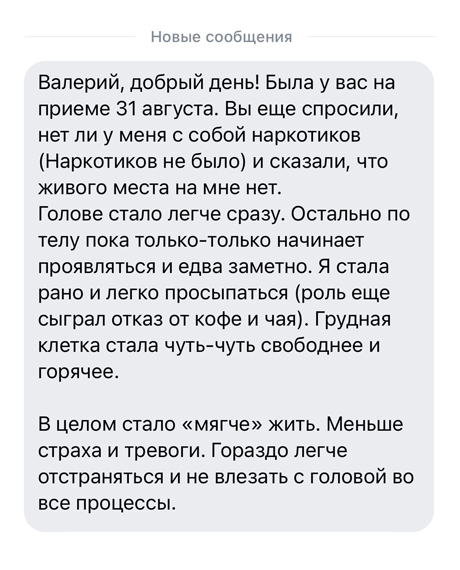 Новые сообщения
Валерий, добрый день! Была у вас на
приеме 31 августа. Вы еще спросили,
нет ли у меня с собой наркотиков
(Наркотиков не было) и сказали, что
живого места на мне нет.
Голове стало легче сразу. Остально по
телу пока только-только начинает
проявляться и едва заметно. Я стала
рано и легко просыпаться (роль еще
сыграл отказ от кофе и чая). Грудная
клетка стала чуть-чуть свободнее и
горячее.
В целом стало «мягче» жить. Меньше
страха и тревоги. Гораздо легче
отстраняться и не влезать с головой во
все процессы.